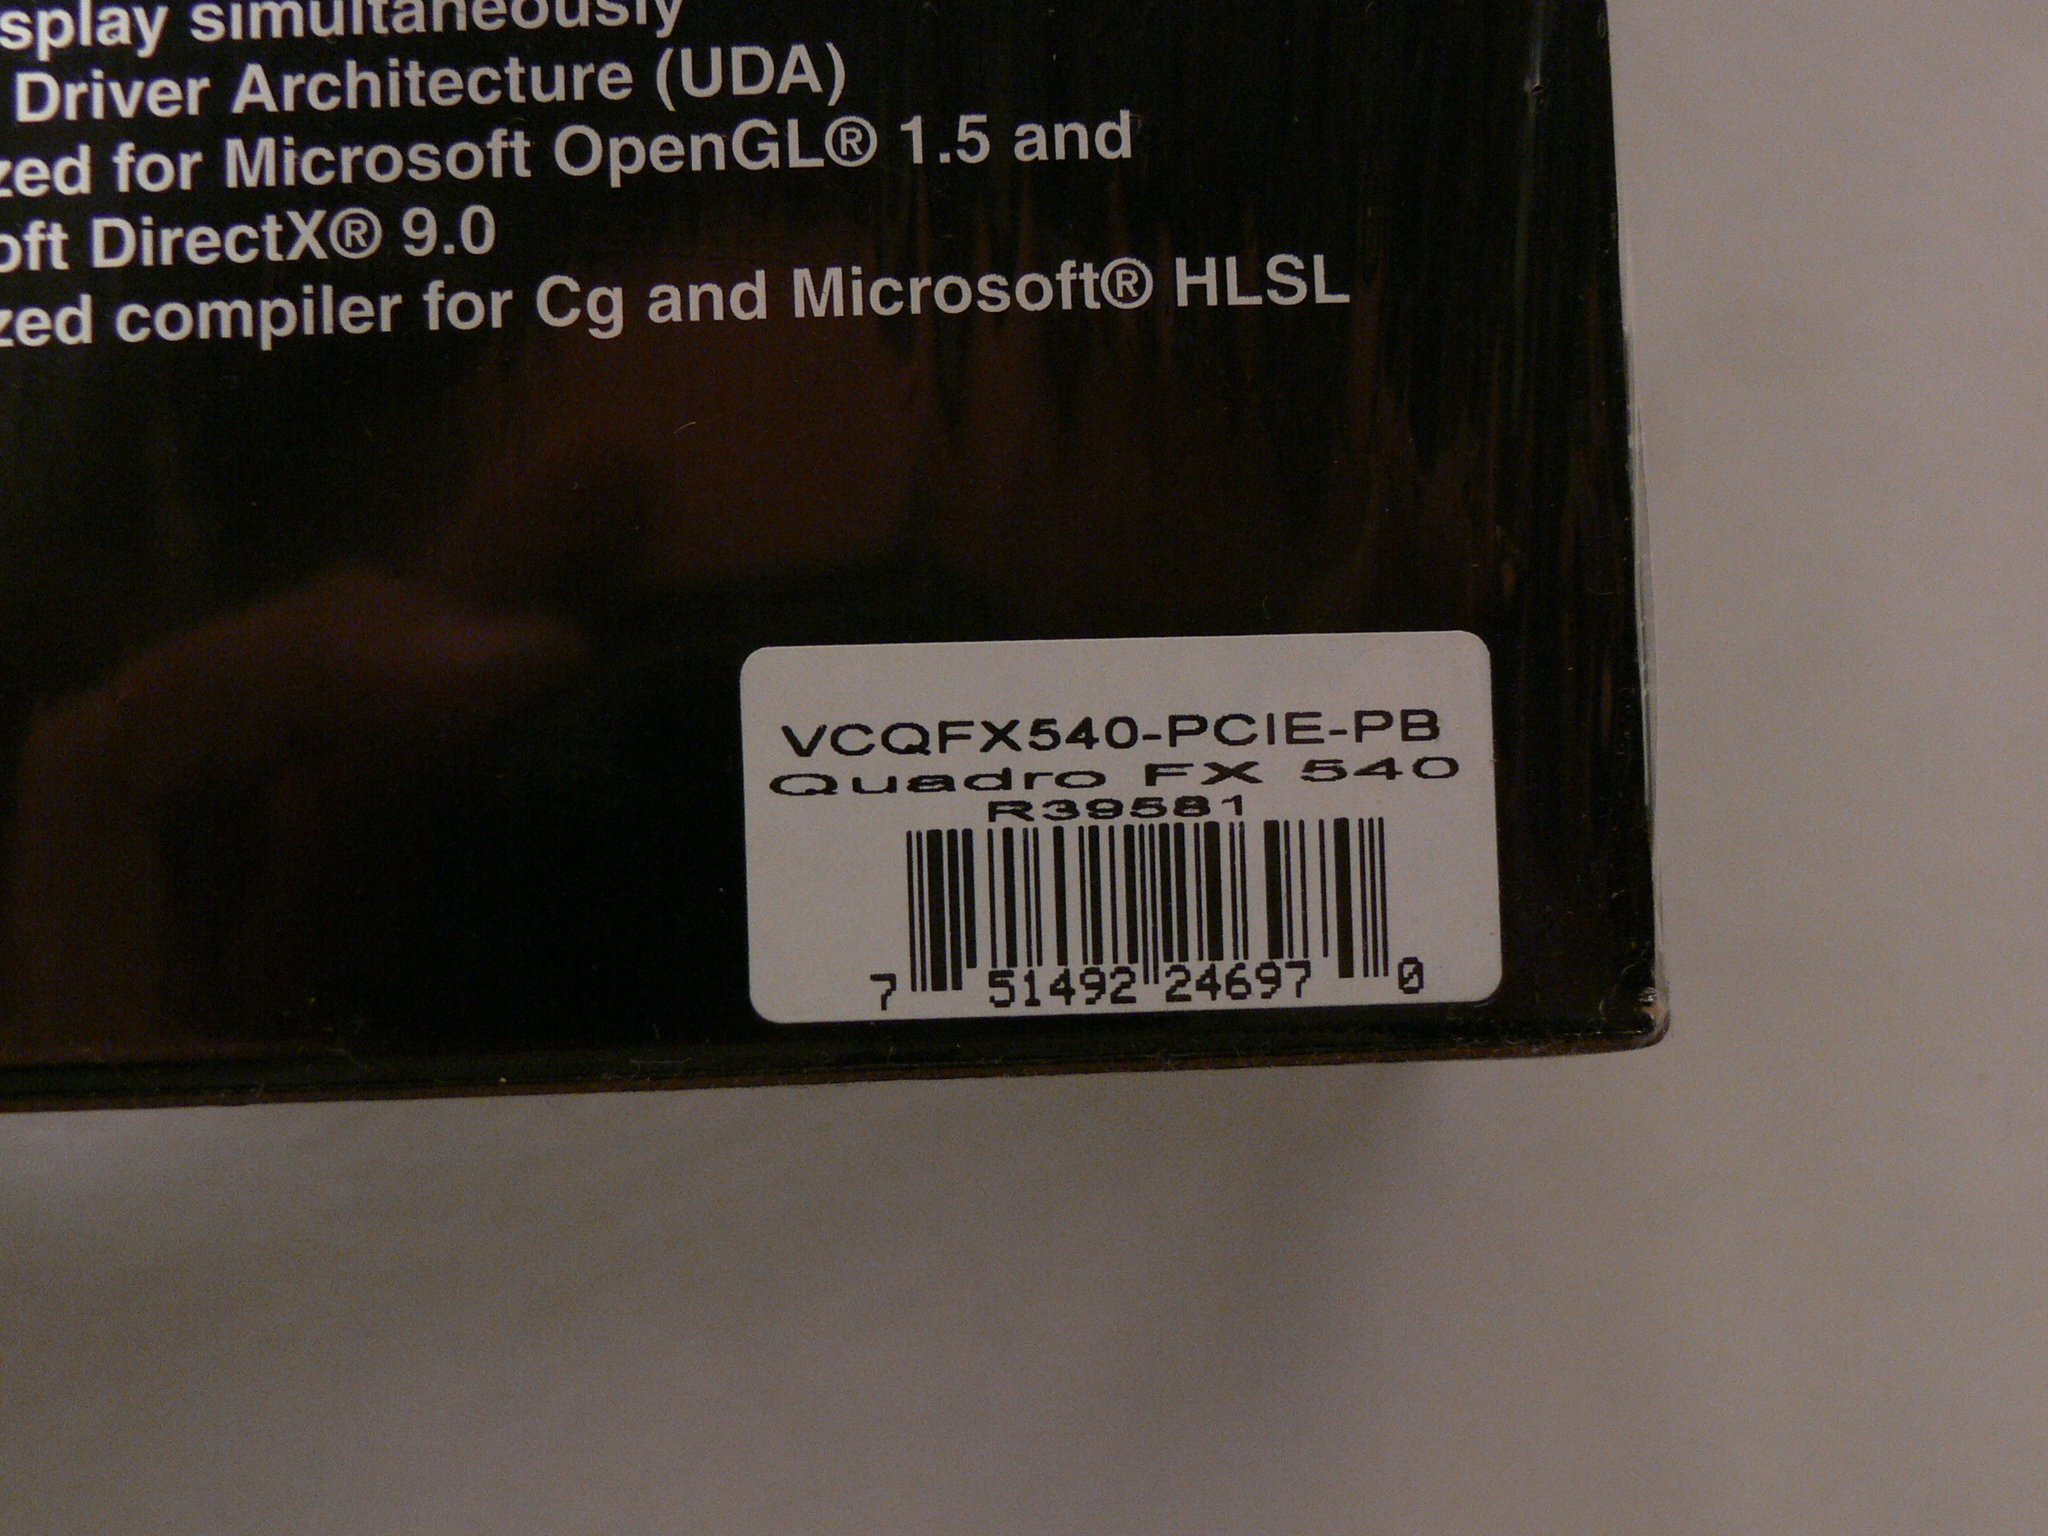 splay simultaneously
Driver Architecture (UDA)
zed for Microsoft OpenGL® 1.5 and
oft DirectX® 9.0
zed compiler for Cg and Microsoft® HLSL
VCQFX540-PCIE-PB
Quadro FX 540
R39581
7 51492 24697 0